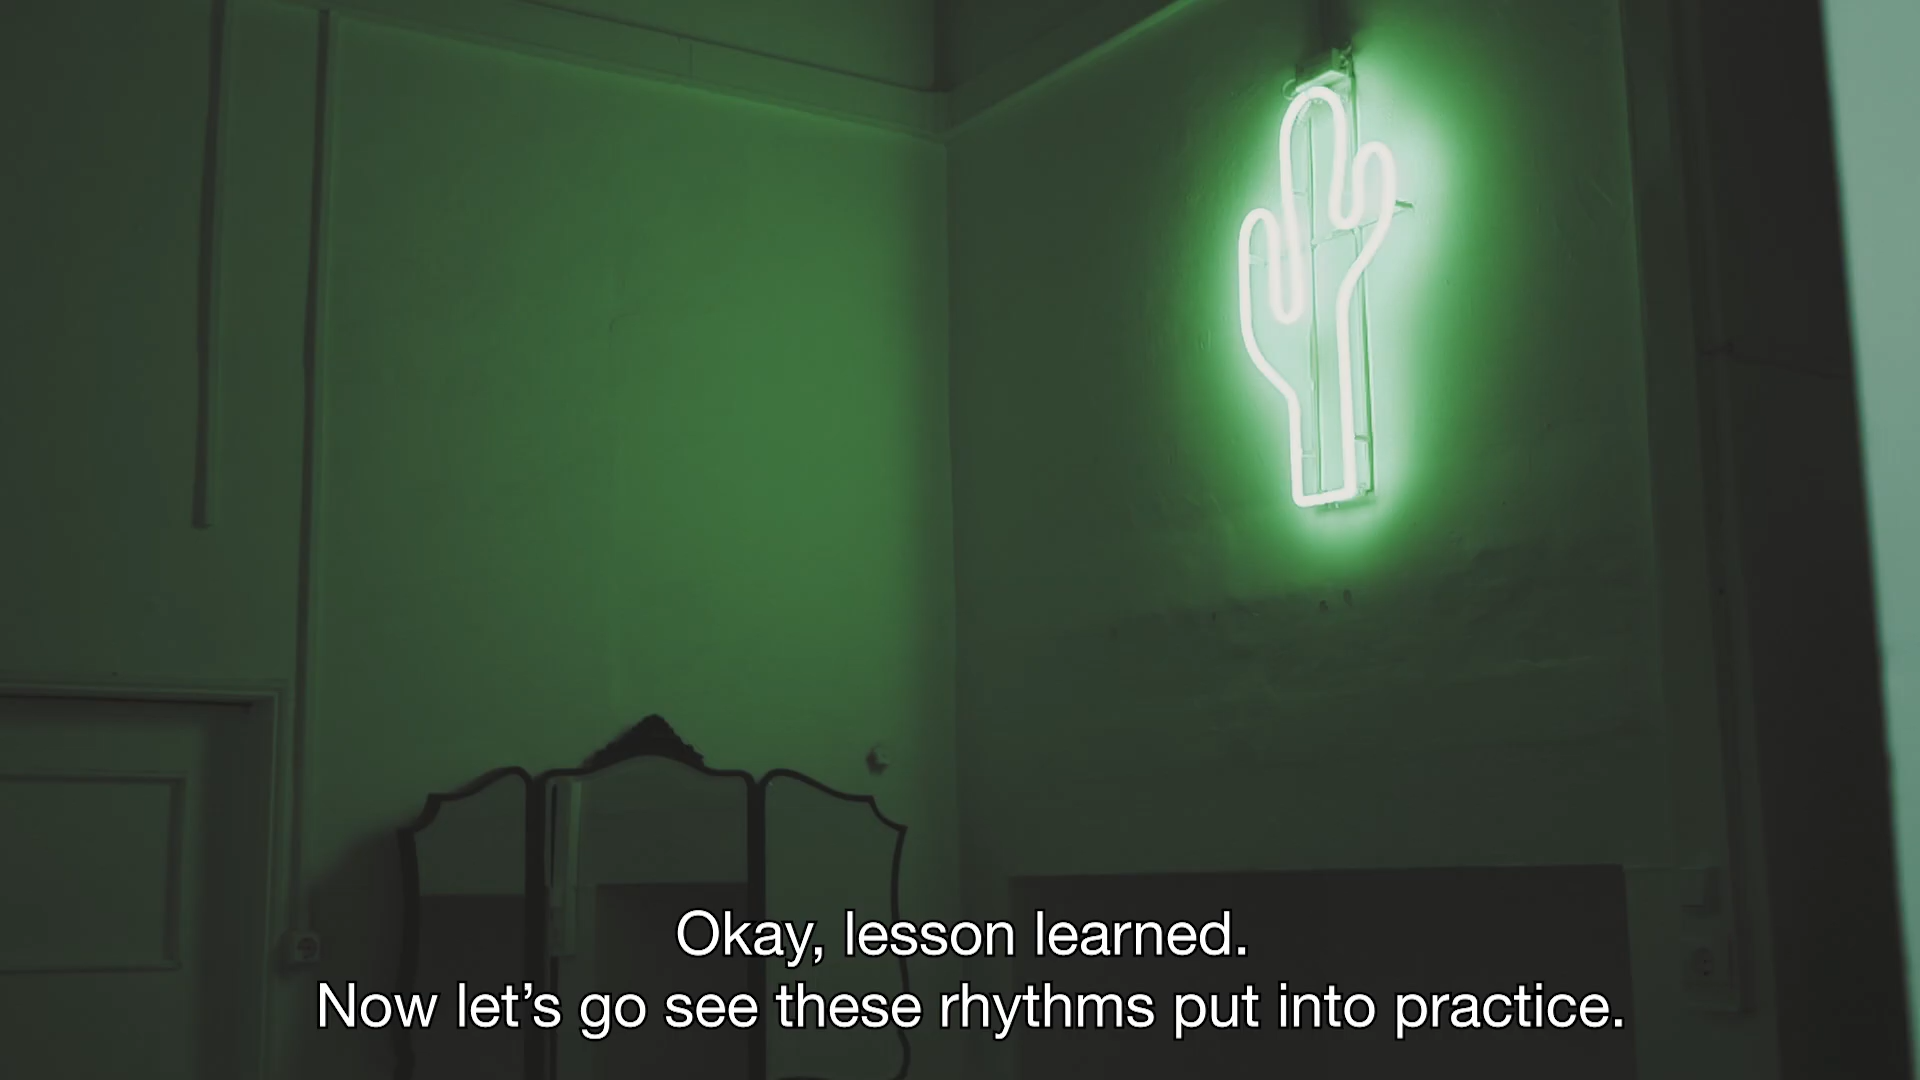 Okay, lesson learned.
Now let’s go see these rhythms put into practice.